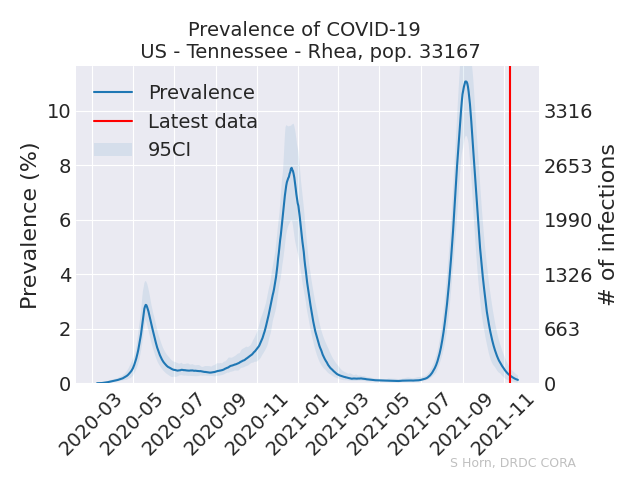 Prevalence of COVID-19
US - Tennessee - Rhea, pop. 33167
Prevalence
Latest data
95CI
Prevalence (%)
10
8
6
4
2
0
3316
2653
1990
1326
663
0
# of infections
2020-03
2020-05
2020-07
2020-09
2020-11
2021-01
2021-03
2021-05
2021-07
2021-09
2021-11
S Horn, DRDC CORA